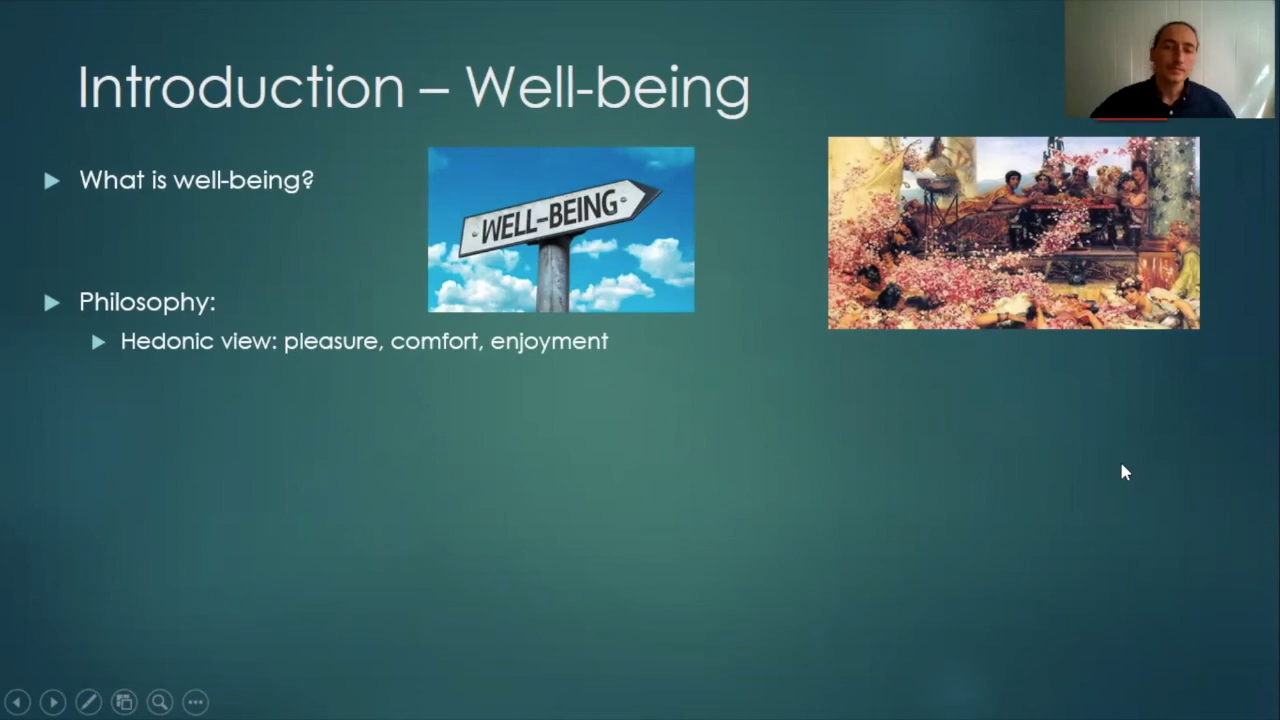 Introduction – Well-being
What is well-being?
WELL-BEING
Philosophy:
Hedonic view: pleasure, comfort, enjoyment